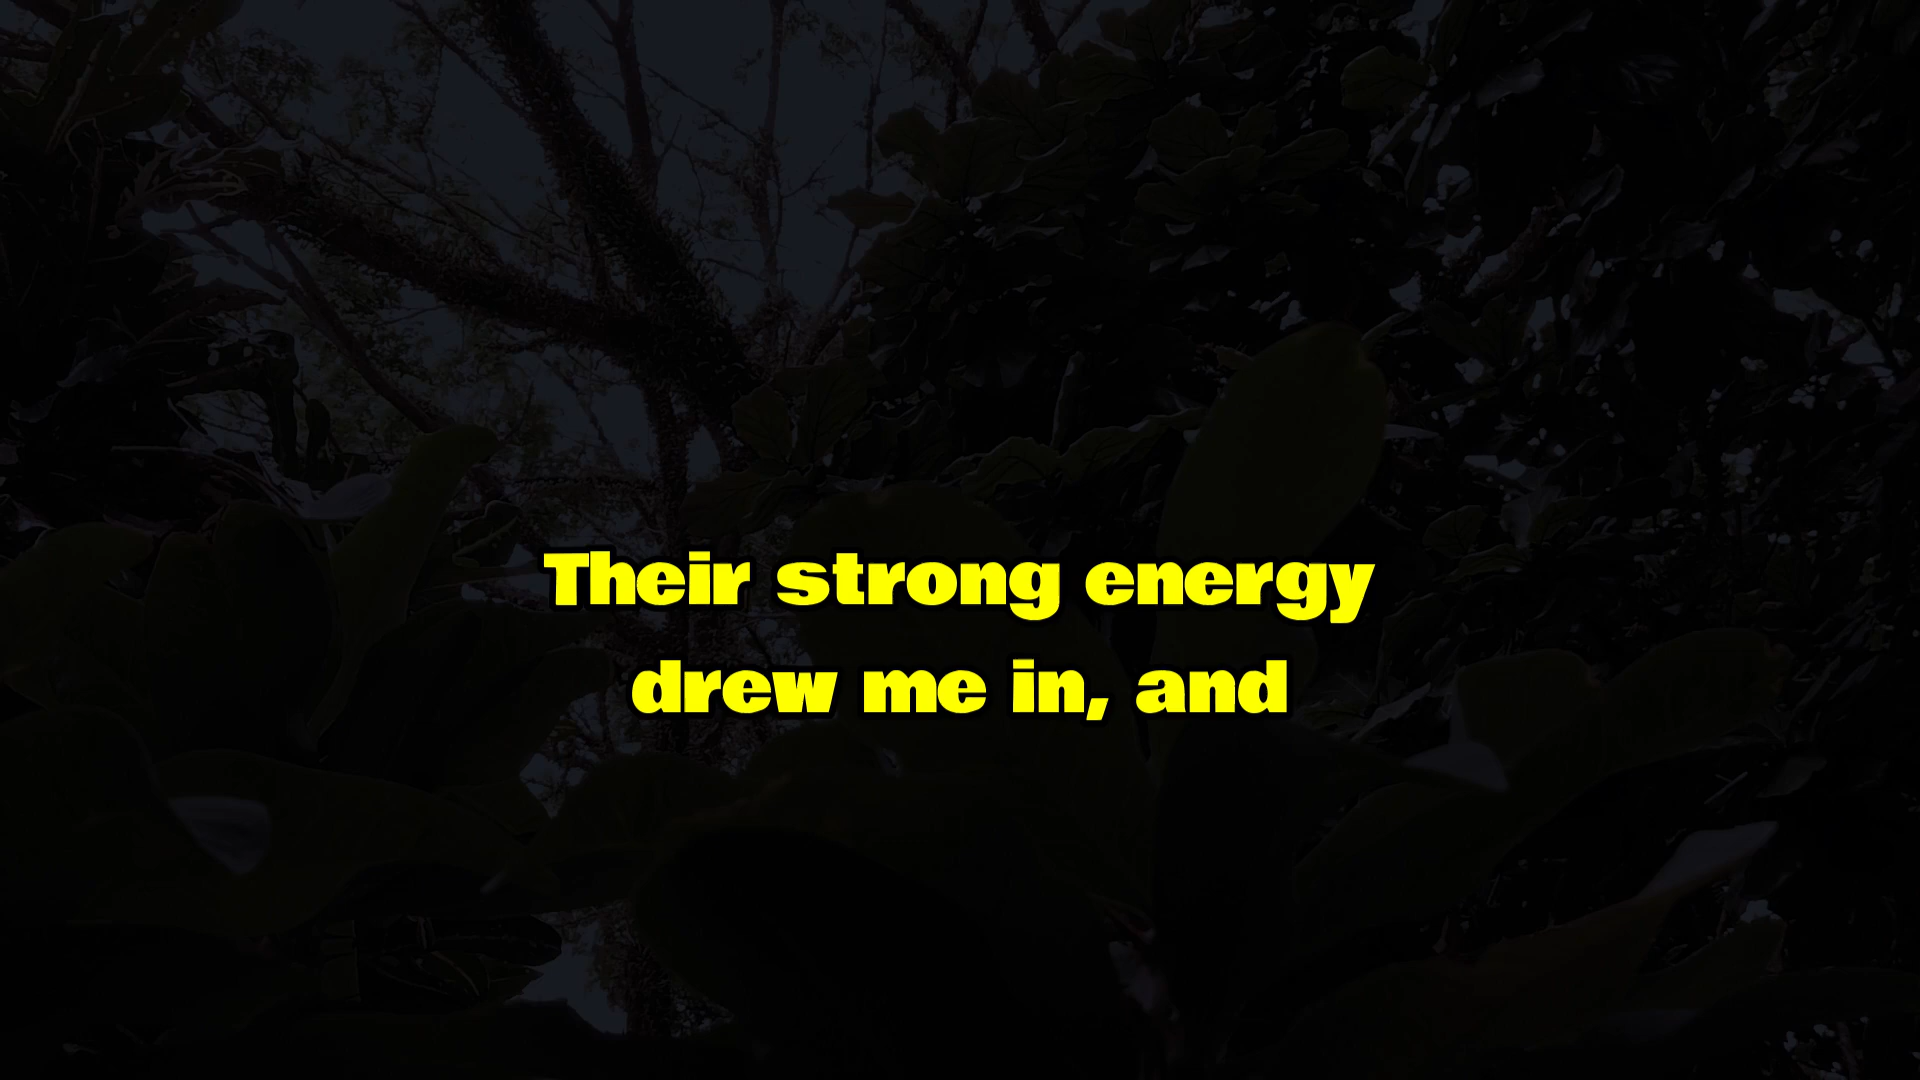 Their strong energy
drew me in, and